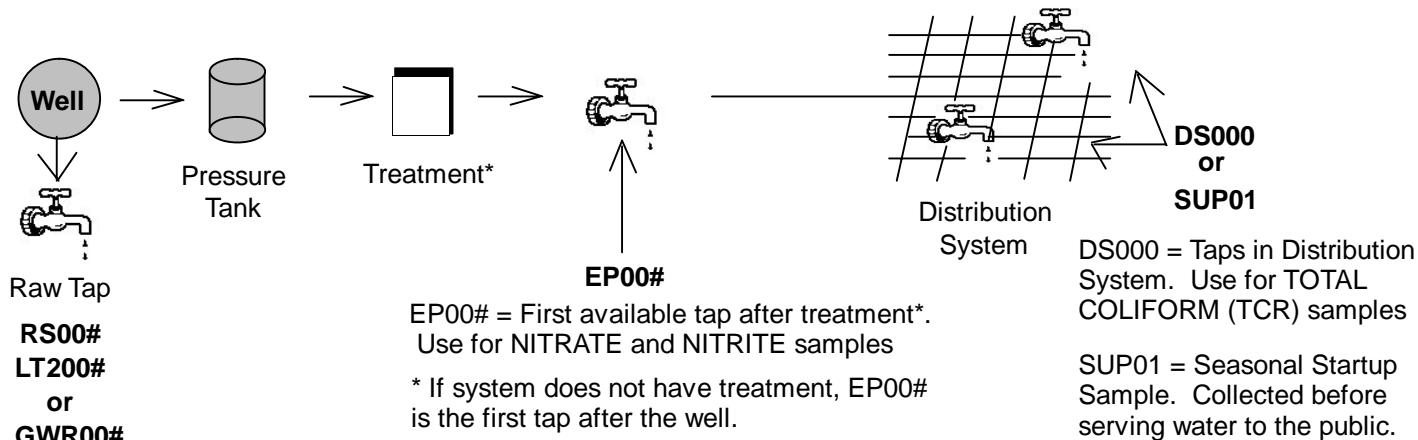 Well
Pressure
Tank
Treatment*
Raw Tap
RS00#
LT200#
or
GWR00#
EP00#
EP00# = First available tap after treatment*.
Use for NITRATE and NITRITE samples
* If system does not have treatment, EP00#
is the first tap after the well.
Distribution
System
DS000
or
SUP01
DS000 = Taps in Distribution
System. Use for TOTAL
COLIFORM (TCR) samples
SUP01 = Seasonal Startup
Sample. Collected before
serving water to the public.